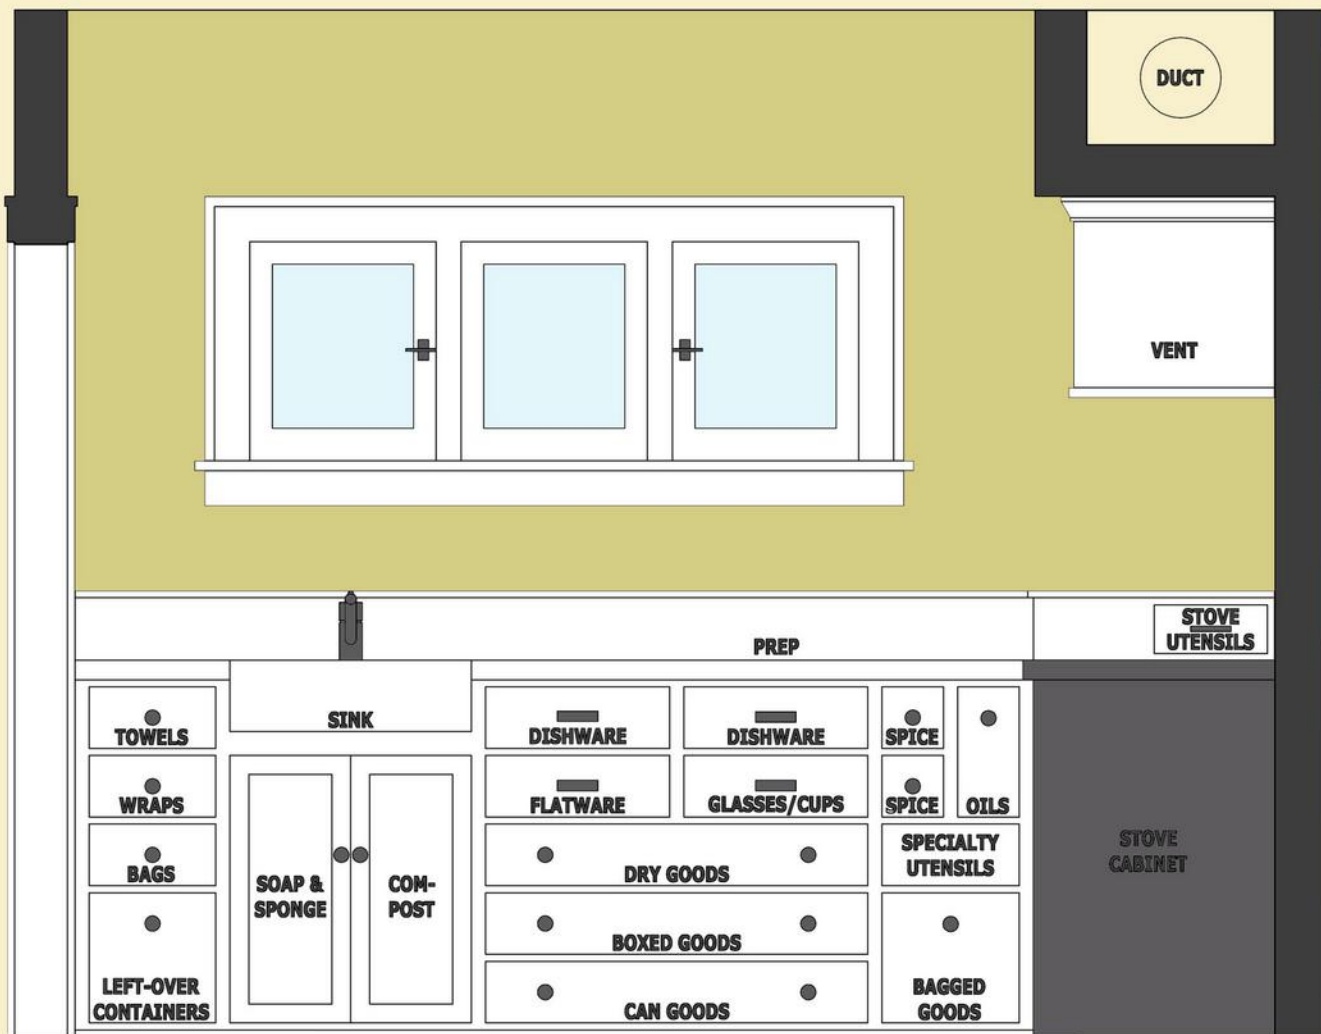 DUCT
VENT
STOVE
UTENSILS
PREP
SINK
TOWELS
DISHWARE
DISHWARE
SPICE
WRAPS
FLATWARE
GLASSES/CUPS
SPICE
OILS
BAGS
SOAP &
SPONGE
COM-
POST
DRY GOODS
SPECIALTY
UTENSILS
STOVE
CABINET
BOXED GOODS
LEFT-OVER
CONTAINERS
CAN GOODS
BAGGED
GOODS